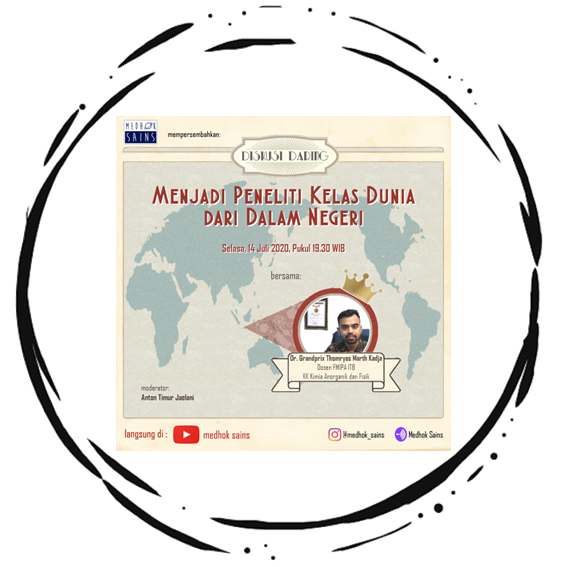 MEDHOK
SAINS
mempersembahkan:
DISKUSI DARING
MENJADI PENELITI KELAS DUNIA
DARI DALAM NEGERI
Selasa, 14 Juli 2020, Pukul 19.30 WIB
bersama:
Dr. Grandprix Thomryes Marth Kadja
Dosen FMIPA ITB
KK Kimia Anorganik dan Fisik
moderator:
Anton Timur Jaelani
langsung di :
medhok sains
@medhok_sains
Medhok Sains